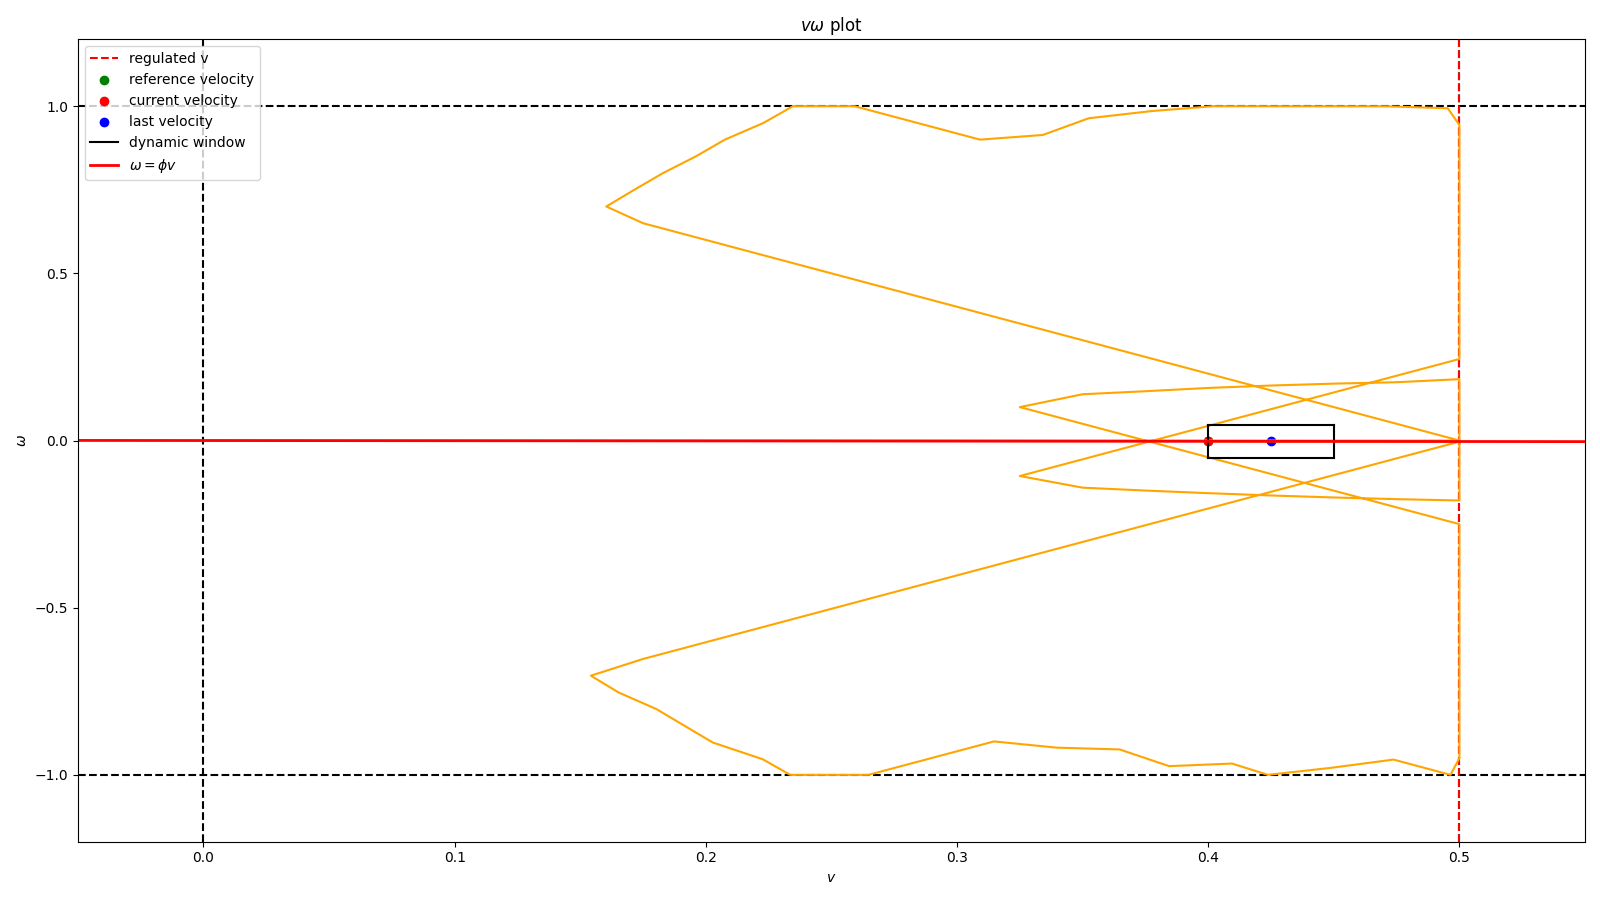 vω plot
regulated v
reference velocity
current velocity
last velocity
dynamic window
ω = ϕv
1.0
0.5
0.0
−0.5
−1.0
ω
0.0 0.1 0.2 0.3 0.4 0.5
v